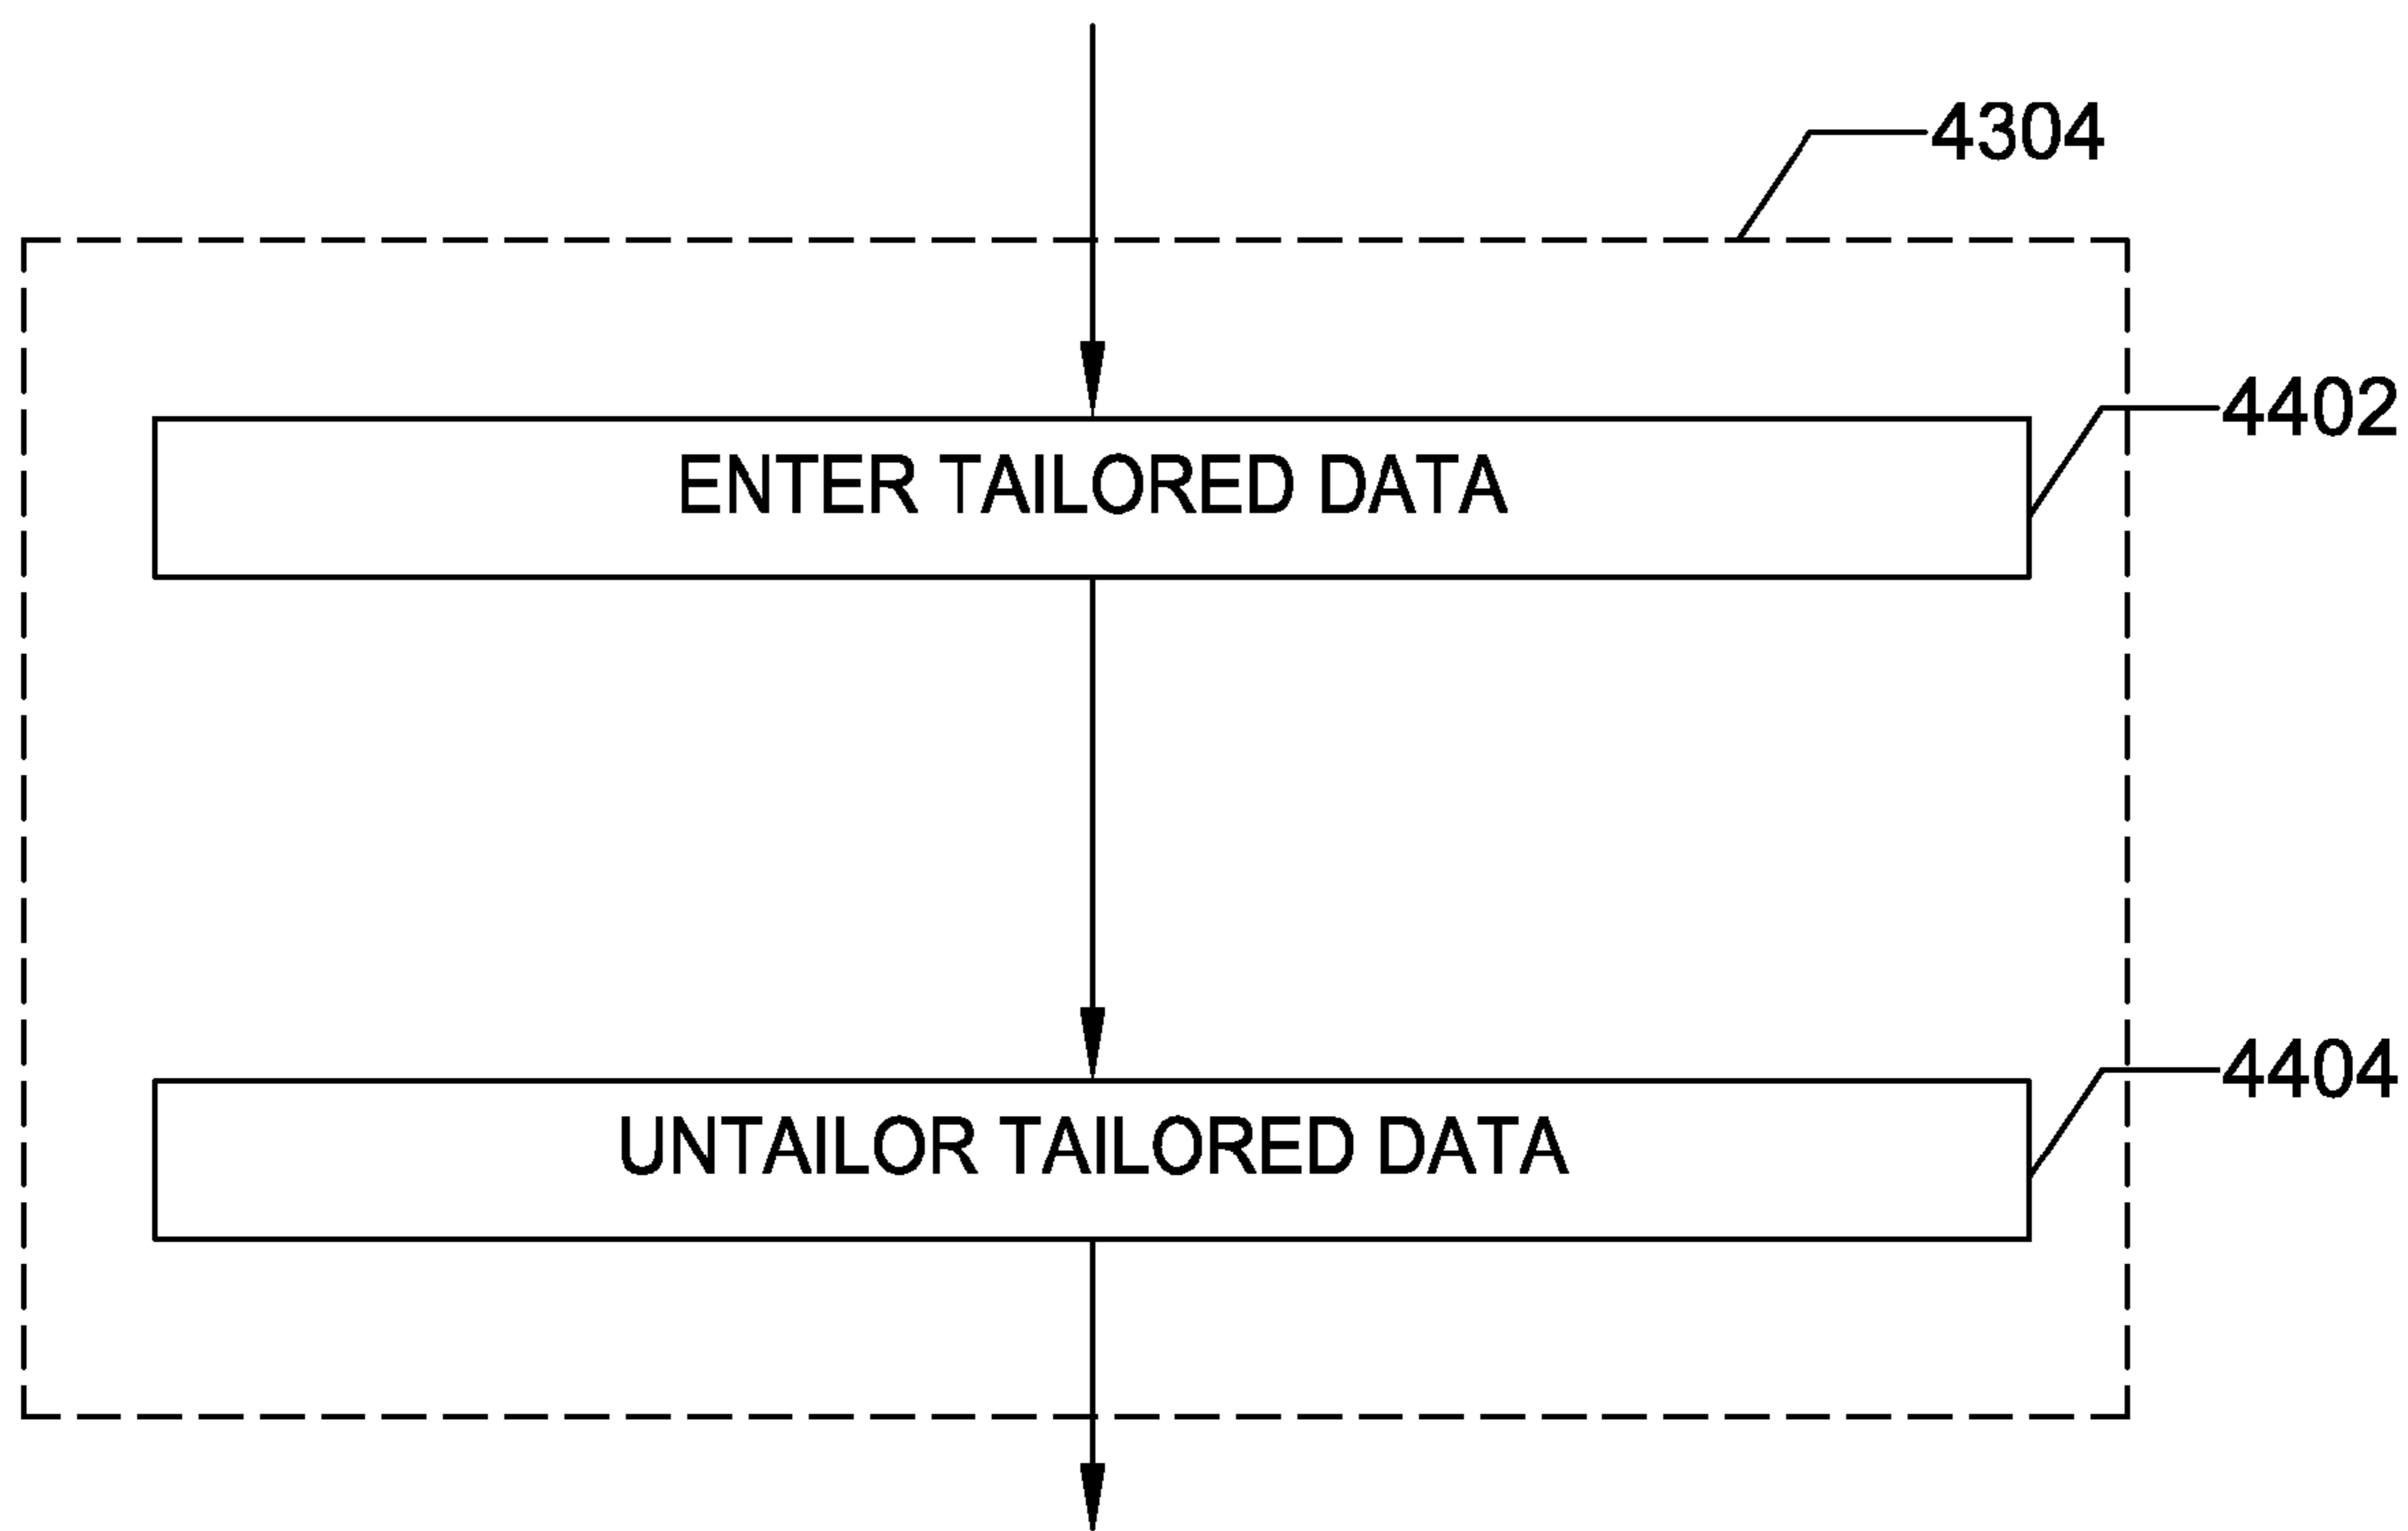 4304
4402
ENTER TAILORED DATA
4404
UNTAILOR TAILORED DATA